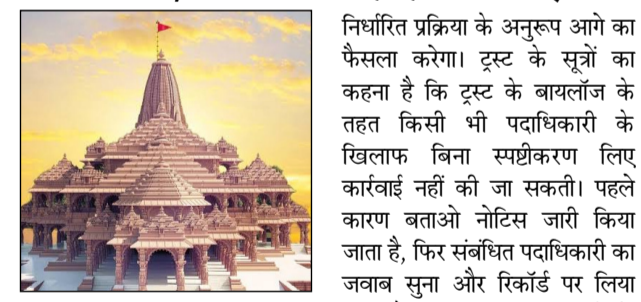 निर्धारित प्रक्रिया के अनुरूप आगे का
फैसला करेगा। ट्रस्ट के सूत्रों का
कहना है कि ट्रस्ट के बायलॉज के
तहत किसी भी पदाधिकारी के
खिलाफ बिना स्पष्टीकरण लिए
कार्रवाई नहीं की जा सकती। पहले
कारण बताओ नोटिस जारी किया
जाता है, फिर संबंधित पदाधिकारी का
जवाब सुना और रिकॉर्ड पर लिया